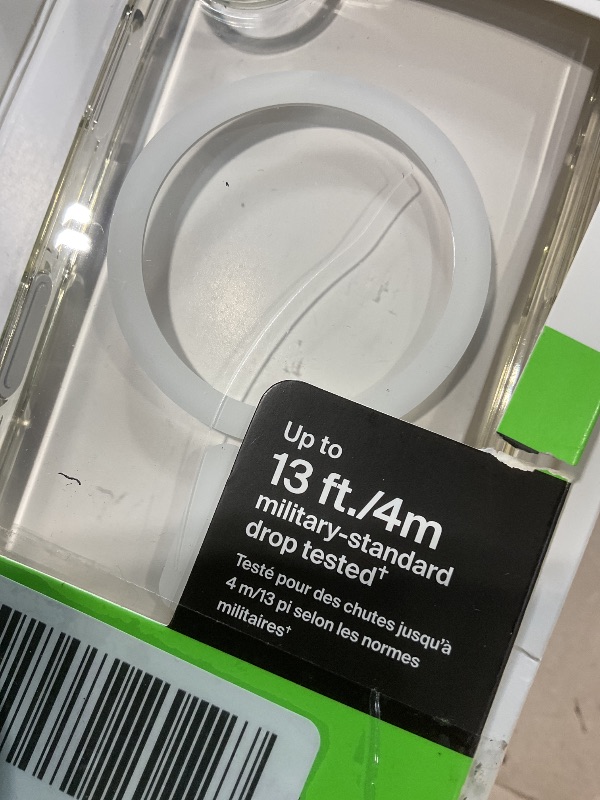 Up to
13 ft./4m
military-standard
drop tested†
Testé pour des chutes jusqu'à
4 m/13 pi selon les normes
militaires†